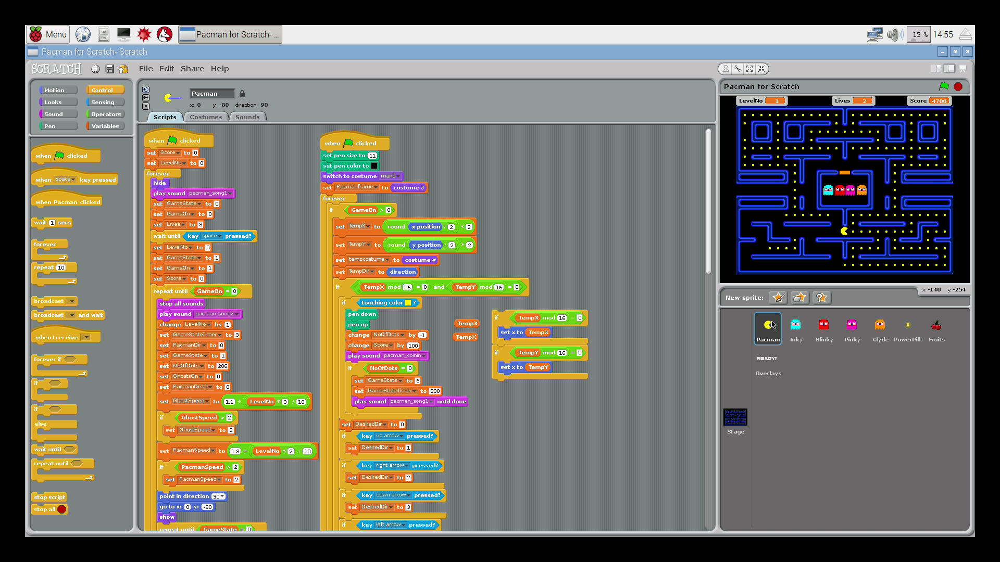 Menu
Pacman for Scratch- ...
15 %
14:55
Pacman for Scratch- Scratch
SCRATCH
File Edit Share Help
Motion Control
Looks Sensing
Sound Operators
Pen Variables
when clicked
when space key pressed
when Pacman clicked
wait 1 secs
forever
repeat 10
broadcast
broadcast and wait
when I receive
forever if
if
if
else
wait until
repeat until
stop script
stop all
Pacman
x: 0 y: -80 direction: 90
Scripts Costumes Sounds
when clicked
set Score to 0
set LevelNo to 0
forever
hide
play sound pacman_song1
set GameState to 0
set GameOn to 0
set Lives to 3
wait until key space pressed?
set LevelNo to 0
set GameState to 1
set GameOn to 1
set Score to 0
repeat until GameOn = 0
stop all sounds
play sound pacman_song2
change LevelNo by 1
set GameStateTimer to 3
set PacmanDir to 0
set GameState to 1
set NoOfDots to 206
set GhostsOn to 0
set PacmanDead to 0
set GhostSpeed to 1.1 + LevelNo * 3 / 10
if GhostSpeed > 2
set GhostSpeed to 2
set PacmanSpeed to 1.3 + LevelNo * 2 / 10
if PacmanSpeed > 2
set PacmanSpeed to 2
point in direction 90
go to x: 0 y: -80
show
repeat until GameState = 0
when clicked
set pen size to 11
set pen color to
switch to costume man1
set Pacmanframe to costume #
forever
if GameOn > 0
set TempX to round x position / 2 * 2
set TempY to round y position / 2 * 2
set tempcostume to costume #
set TempDir to direction
if TempX mod 16 = 0 and TempY mod 16 = 0
if touching color ?
pen down
pen up
change NoOfDots by -1
change Score by 100
play sound pacman_coinin
if NoOfDots = 0
set GameState to 6
set GameStateTimer to 230
play sound pacman_song1 until done
set DesiredDir to 0
if key up arrow pressed?
set DesiredDir to 1
if key right arrow pressed?
set DesiredDir to 2
if key down arrow pressed?
set DesiredDir to 3
if key left arrow pressed?
TempX
TempX
if TempX mod 16 = 0
set x to TempX
if TempY mod 16 = 0
set x to TempY
Pacman for Scratch
LevelNo 1
Lives 2
Score 4700
x: -140 y: -254
New sprite:
Pacman Inky Blinky Pinky Clyde PowerPill1 Fruits
READY!
Overlays
Stage